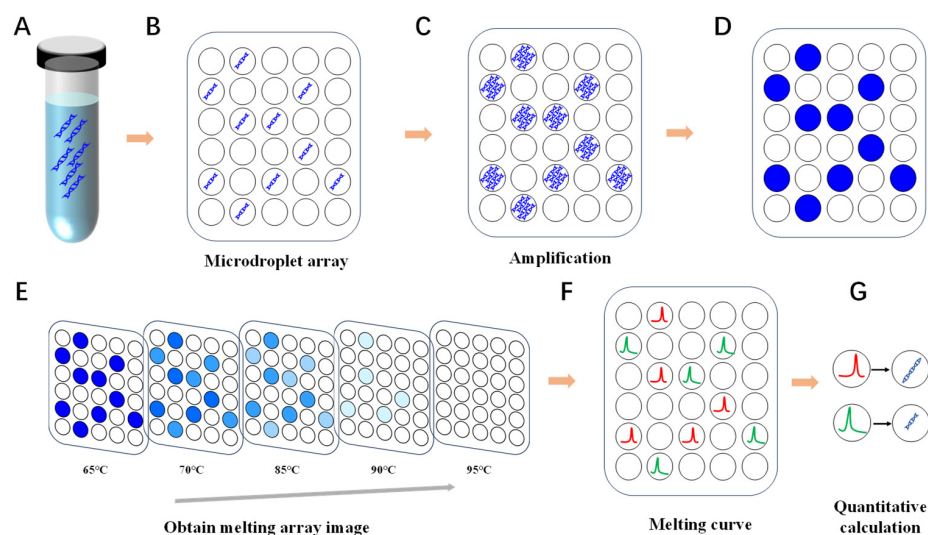 A
B
C
D
Microdroplet array
Amplification
E
F
G
65°C
70°C
85°C
90°C
95°C
Obtain melting array image
Melting curve
Quantitative
calculation